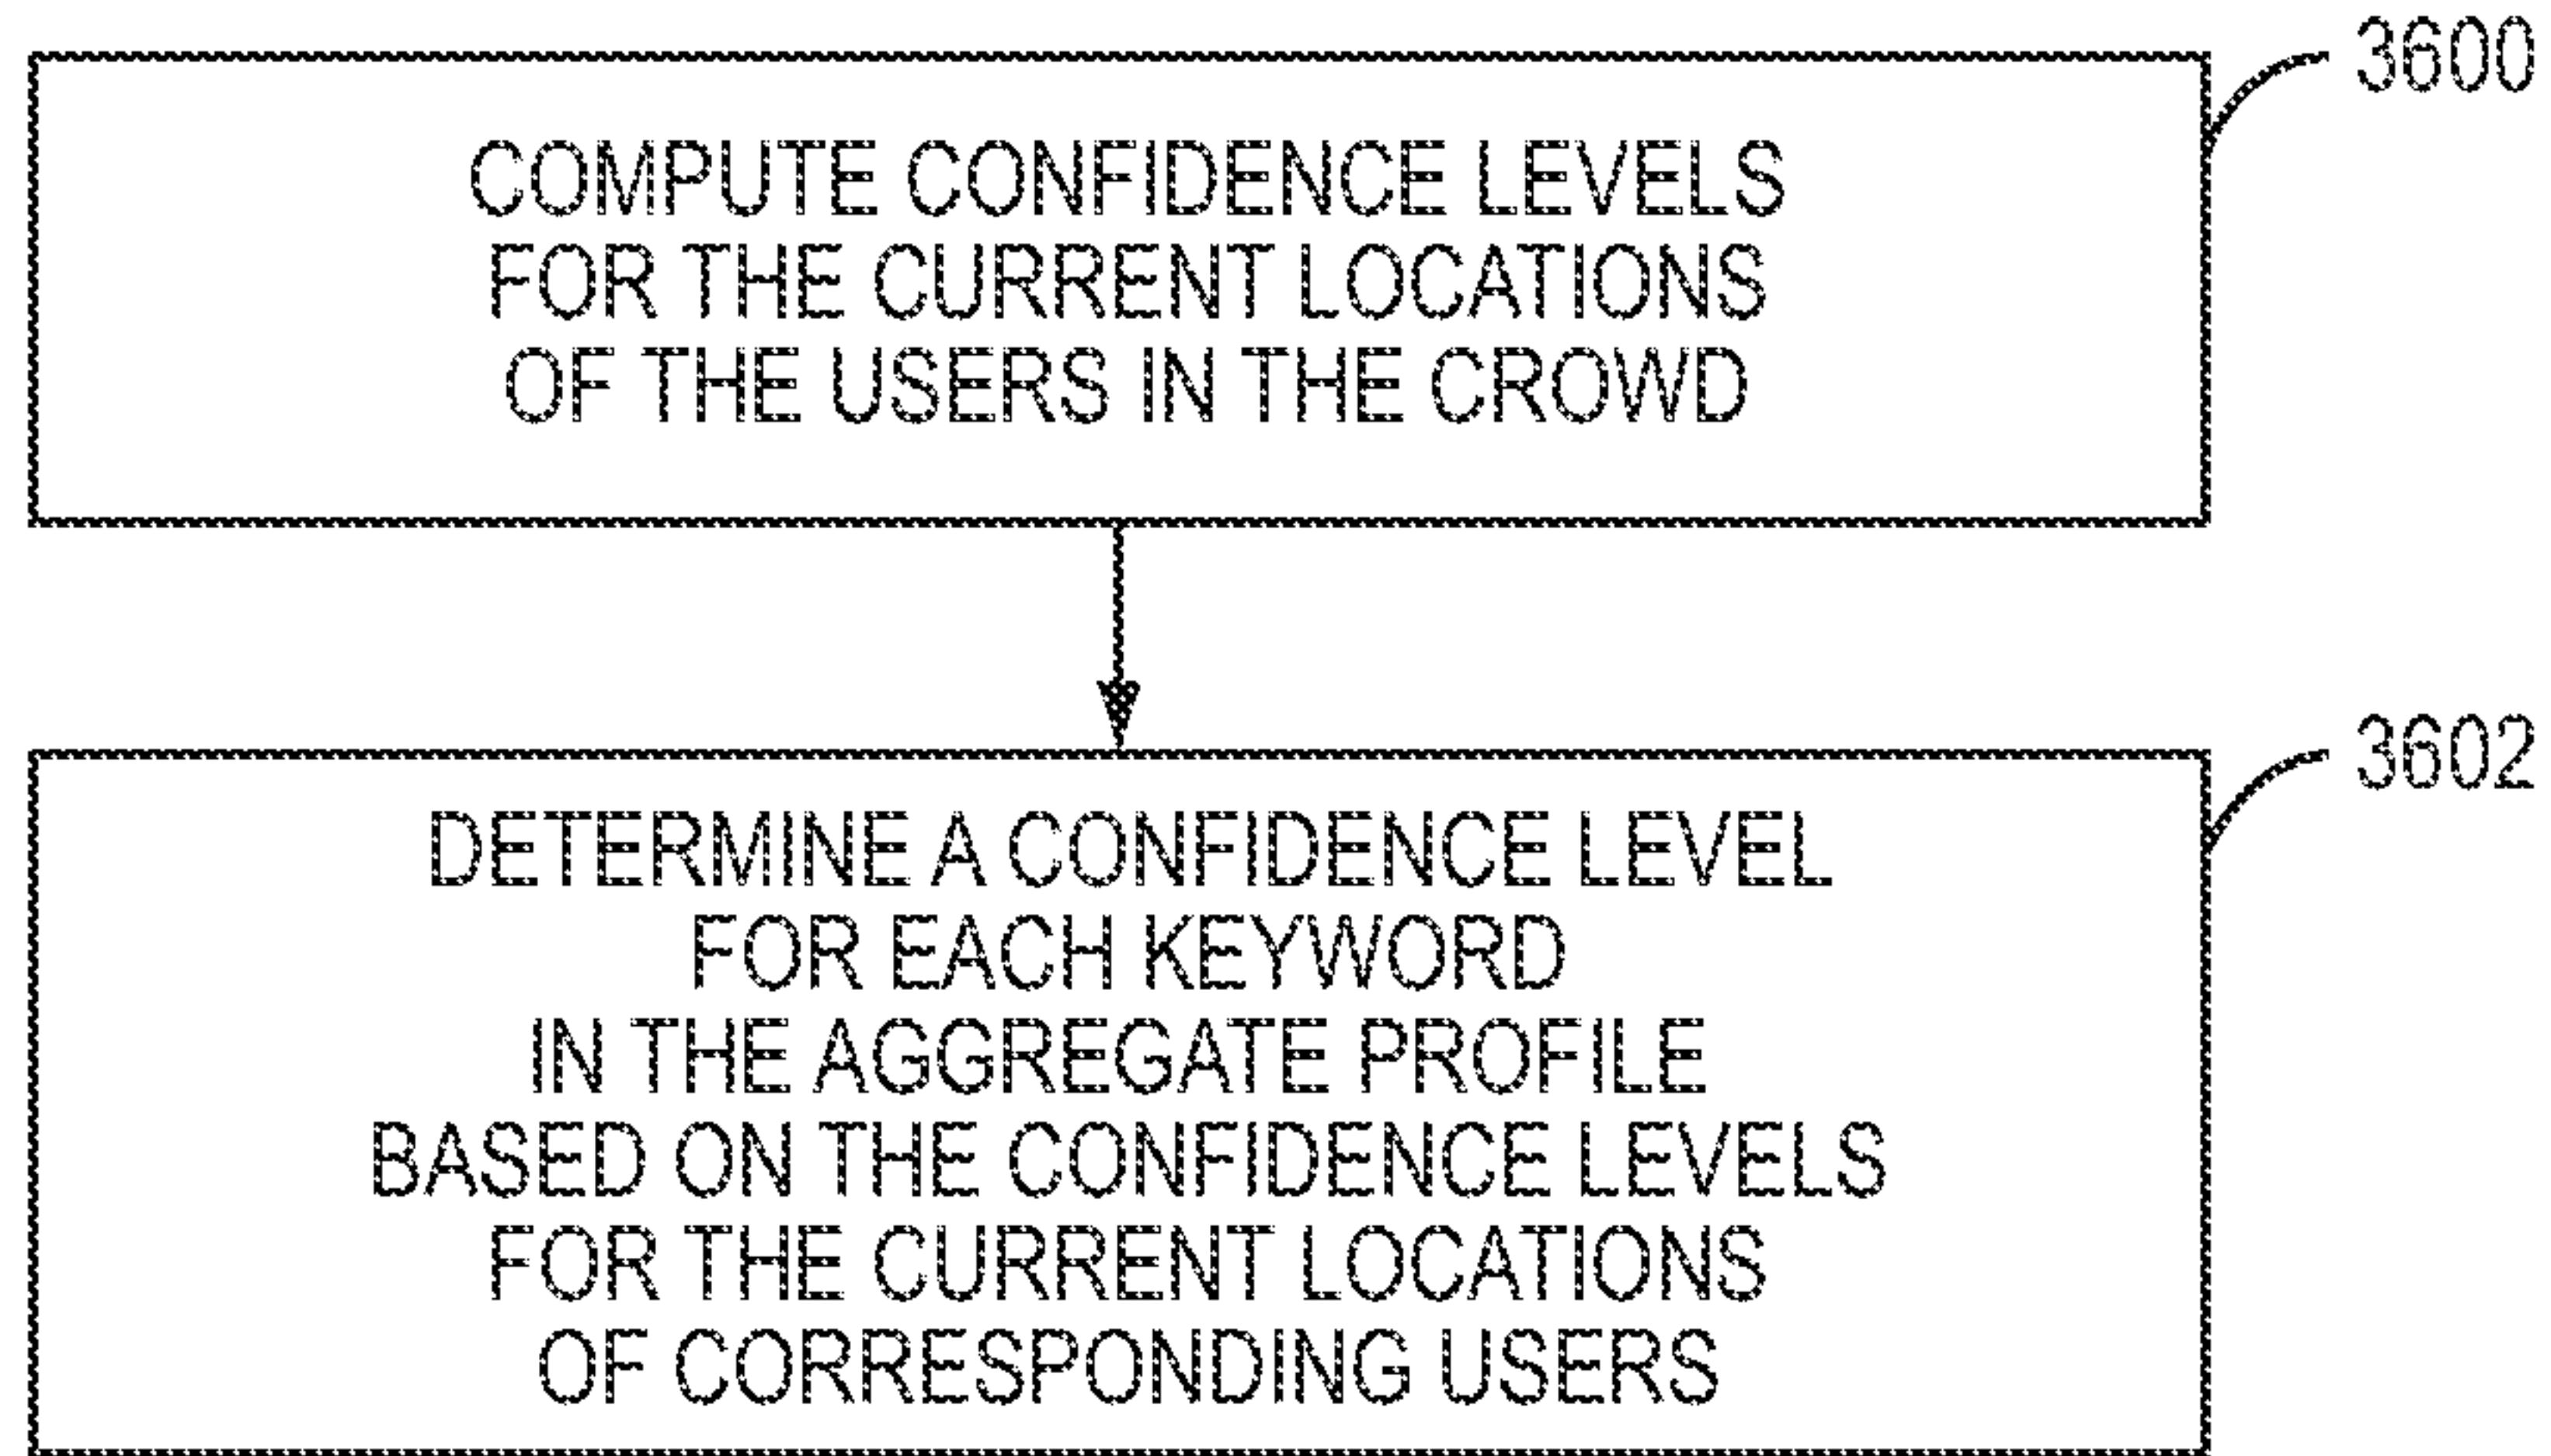 3600
COMPUTE CONFIDENCE LEVELS
FOR THE CURRENT LOCATIONS
OF THE USERS IN THE CROWD
3602
DETERMINE A CONFIDENCE LEVEL
FOR EACH KEYWORD
IN THE AGGREGATE PROFILE
BASED ON THE CONFIDENCE LEVELS
FOR THE CURRENT LOCATIONS
OF CORRESPONDING USERS